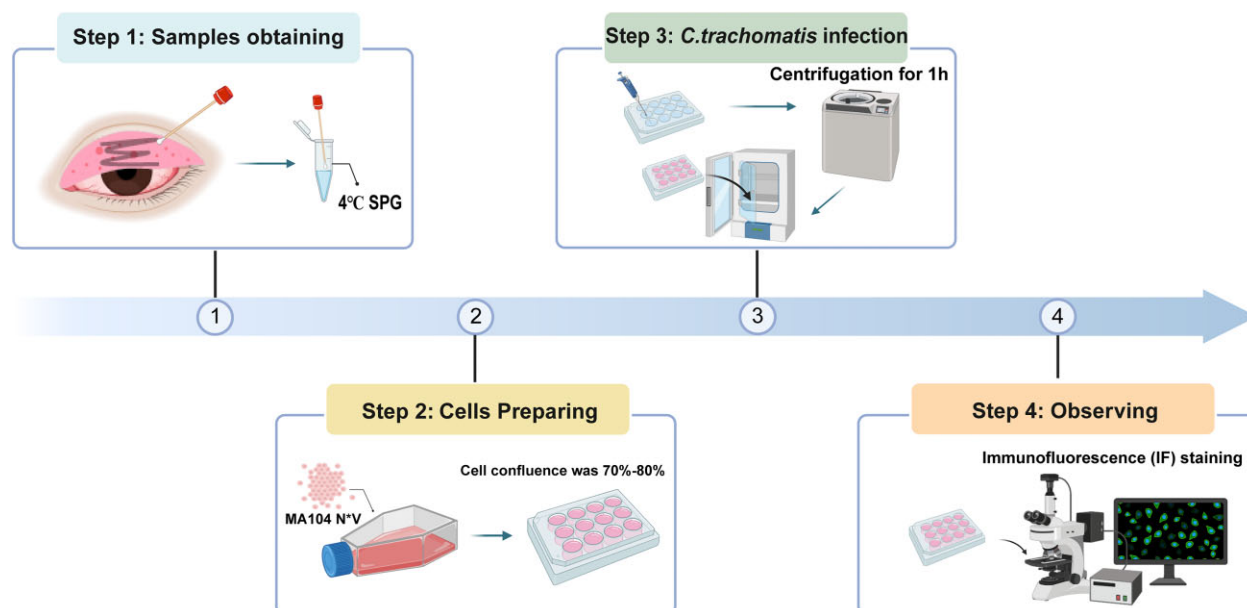 Step 1: Samples obtaining
4℃ SPG
Step 3: C.trachomatis infection
Centrifugation for 1h
1
2
3
4
Step 2: Cells Preparing
MA104 N*V
Cell confluence was 70%-80%
Step 4: Observing
Immunofluorescence (IF) staining